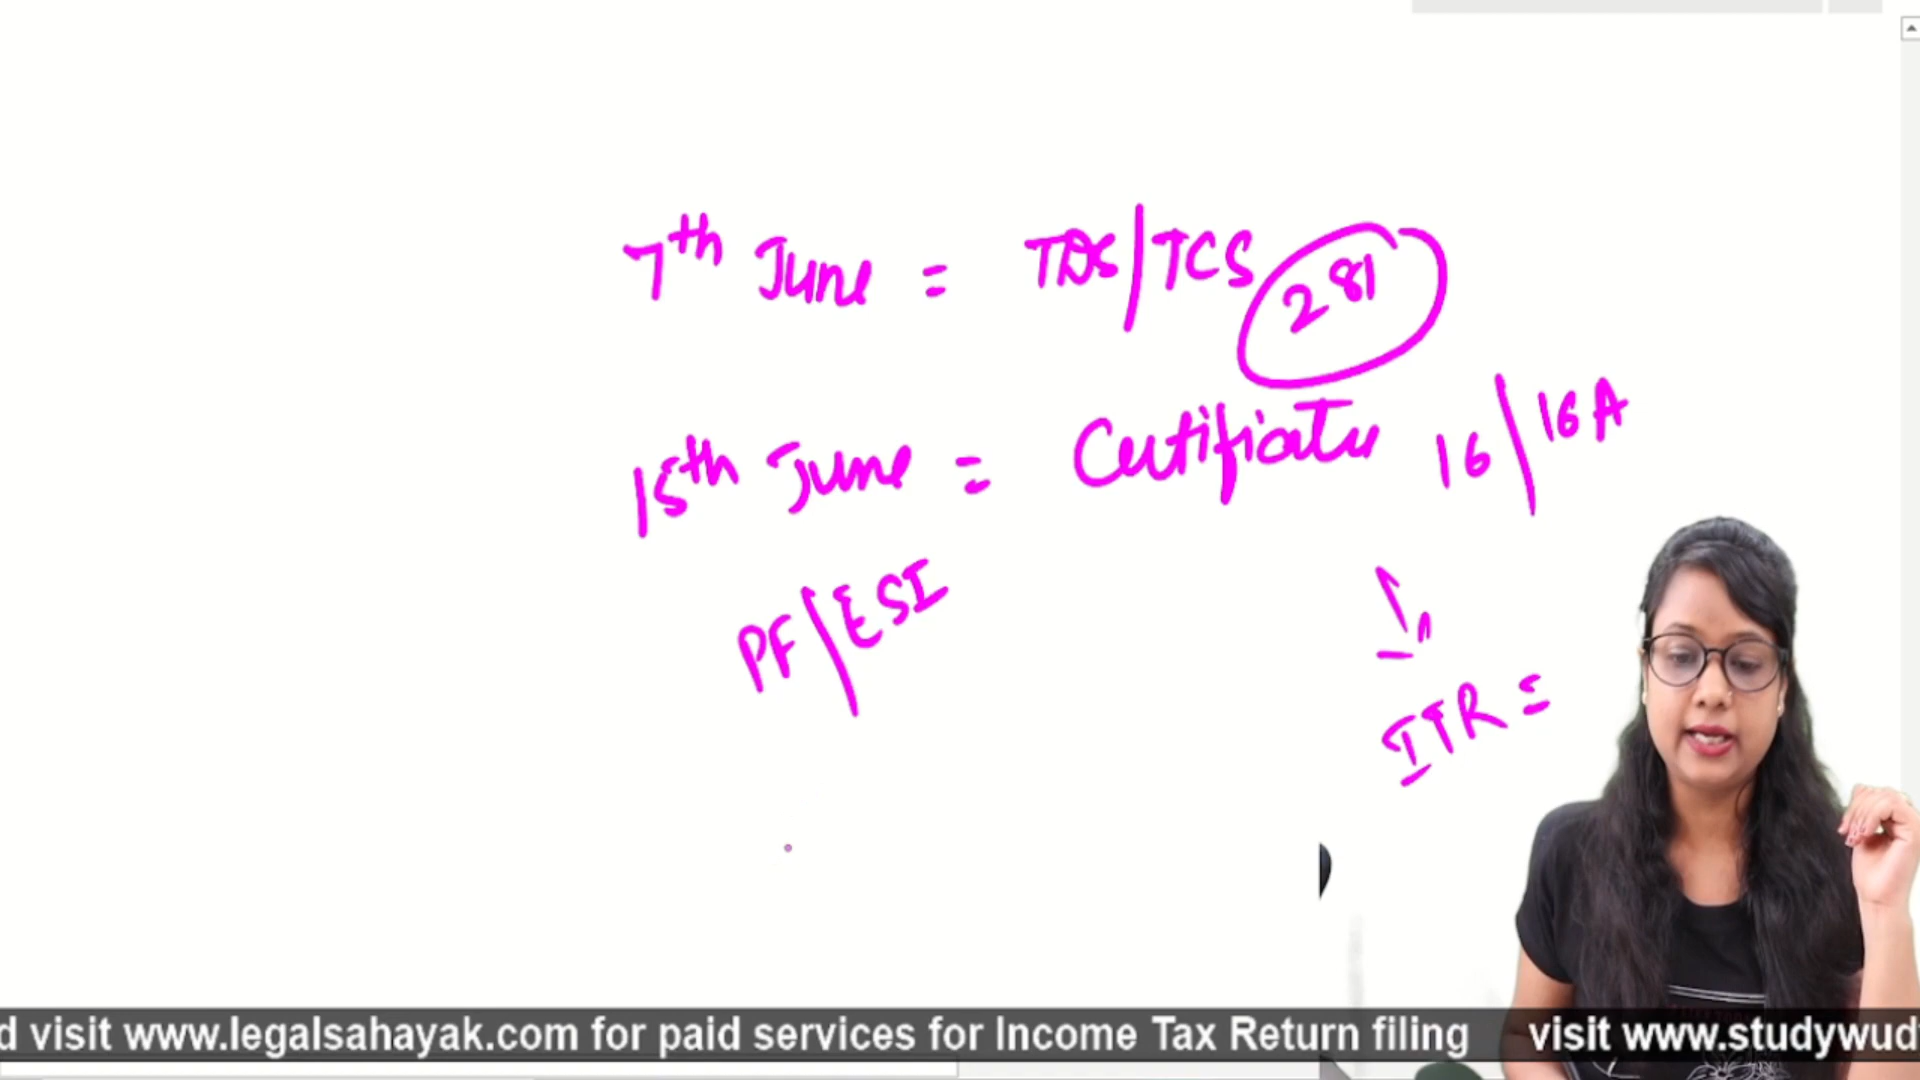 7th June = TDS/TCS 281
15th June = Certificate 16/16A
PF/ESI
ITR =
d visit www.legalsahayak.com for paid services for Income Tax Return filing visit www.studywud